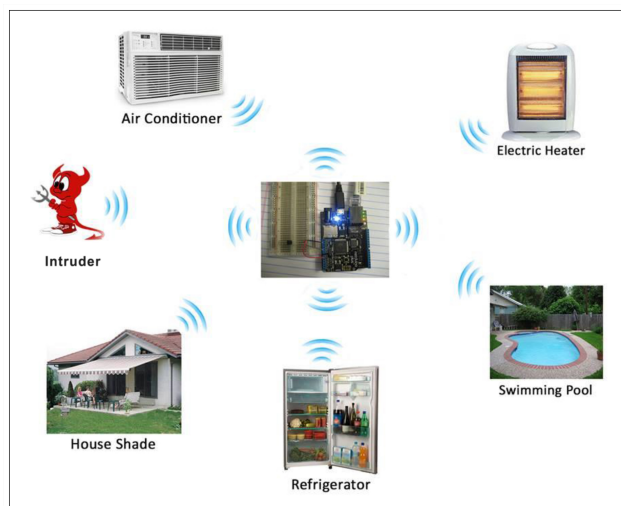 Air Conditioner
Electric Heater
Intruder
House Shade
Swimming Pool
Refrigerator